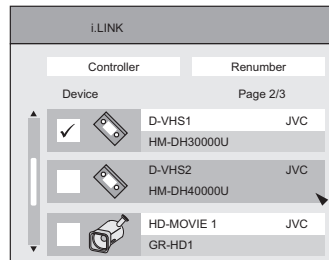 i.LINK
Controller Renumber
Device Page 2/3
D-VHS1 JVC
HM-DH30000U
D-VHS2 JVC
HM-DH40000U
HD-MOVIE 1 JVC
GR-HD1